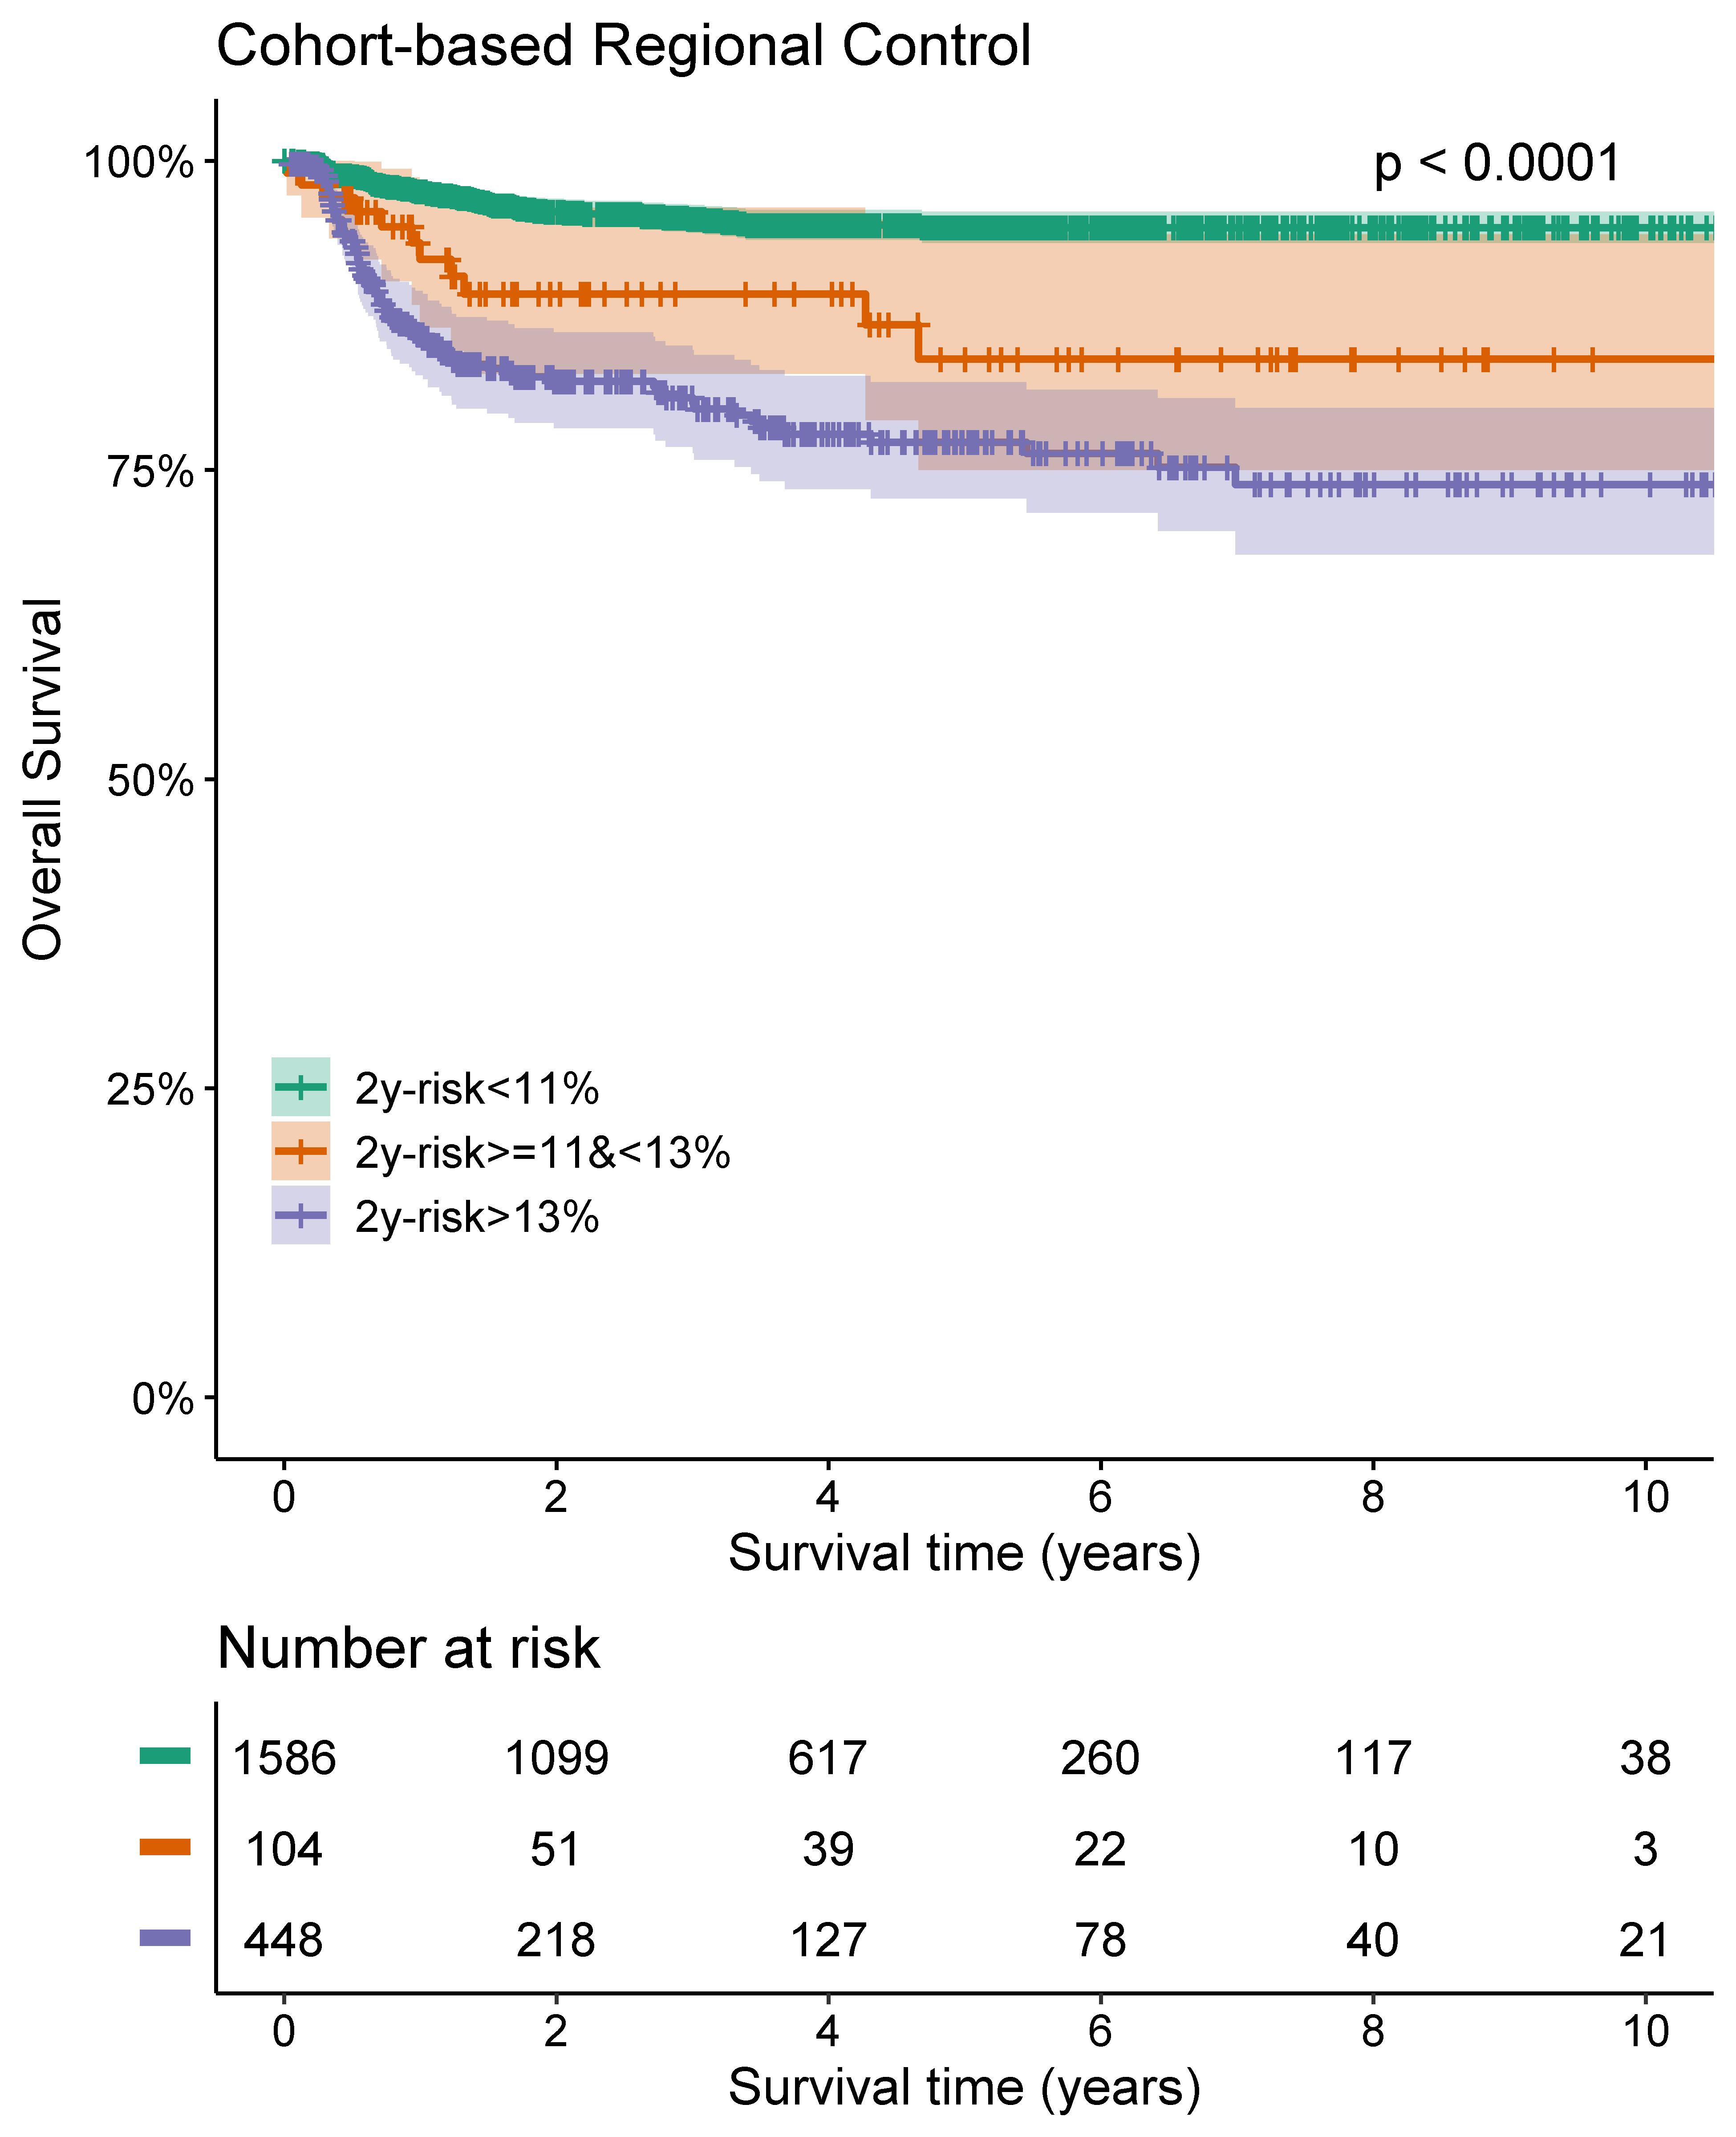 Cohort-based Regional Control
100%
p < 0.0001
75%
50%
25%
0%
Overall Survival
2y-risk<11%
2y-risk>=11&<13%
2y-risk>13%
0 2 4 6 8 10
Survival time (years)
Number at risk
1586 1099 617 260 117 38
104 51 39 22 10 3
448 218 127 78 40 21
0 2 4 6 8 10
Survival time (years)